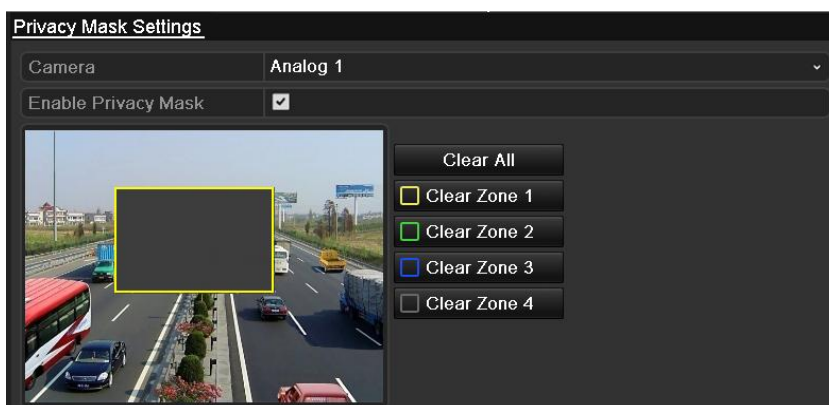 Privacy Mask Settings
Camera Analog 1
Enable Privacy Mask
Clear All
Clear Zone 1
Clear Zone 2
Clear Zone 3
Clear Zone 4